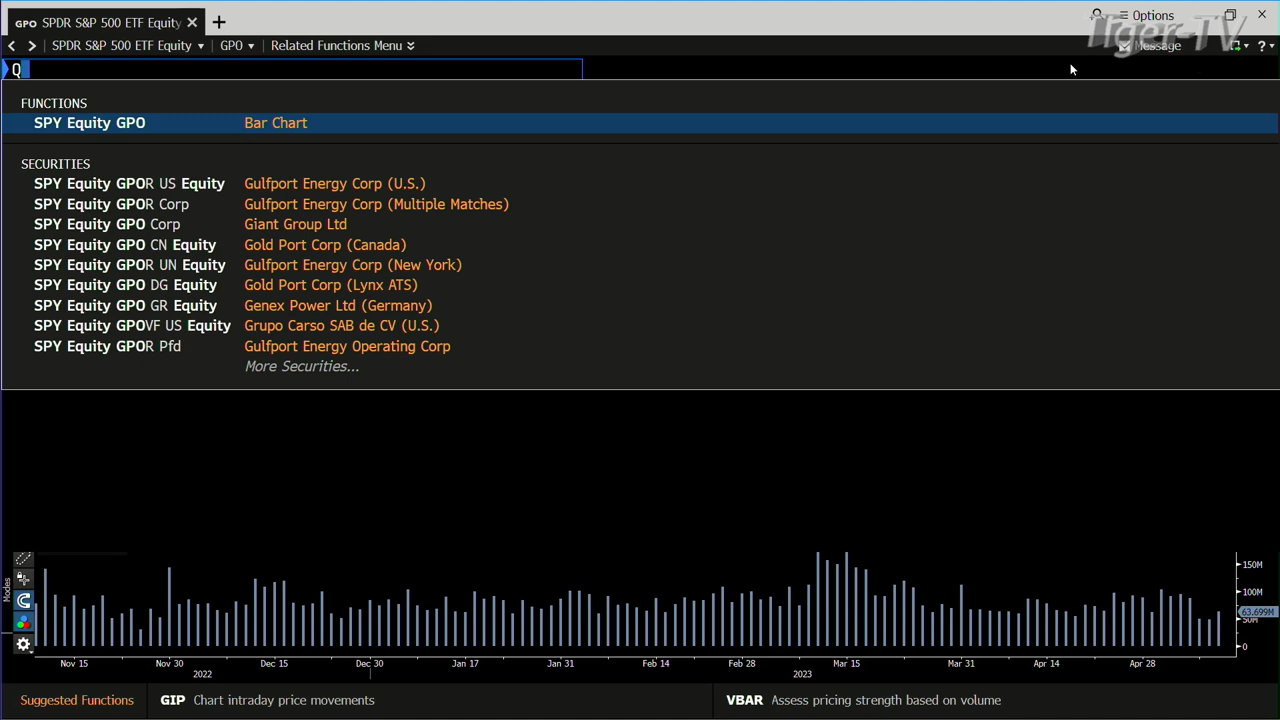 GPO SPDR S&P 500 ETF Equity
Options
SPDR S&P 500 ETF Equity GPO Related Functions Menu Message ?
Tiger-TV
Q
FUNCTIONS
SPY Equity GPO Bar Chart
SECURITIES
SPY Equity GPOR US Equity Gulfport Energy Corp (U.S.)
SPY Equity GPOR Corp Gulfport Energy Corp (Multiple Matches)
SPY Equity GPO Corp Giant Group Ltd
SPY Equity GPO CN Equity Gold Port Corp (Canada)
SPY Equity GPOR UN Equity Gulfport Energy Corp (New York)
SPY Equity GPO DG Equity Gold Port Corp (Lynx ATS)
SPY Equity GPO GR Equity Genex Power Ltd (Germany)
SPY Equity GPOVF US Equity Grupo Carso SAB de CV (U.S.)
SPY Equity GPOR Pfd Gulfport Energy Operating Corp
More Securities...
Modes
150M
100M
63.699M
50M
0
Nov 15 Nov 30 Dec 15 Dec 30 Jan 17 Jan 31 Feb 14 Feb 28 Mar 15 Mar 31 Apr 14 Apr 28
2022 2023
Suggested Functions GIP Chart intraday price movements VBAR Assess pricing strength based on volume